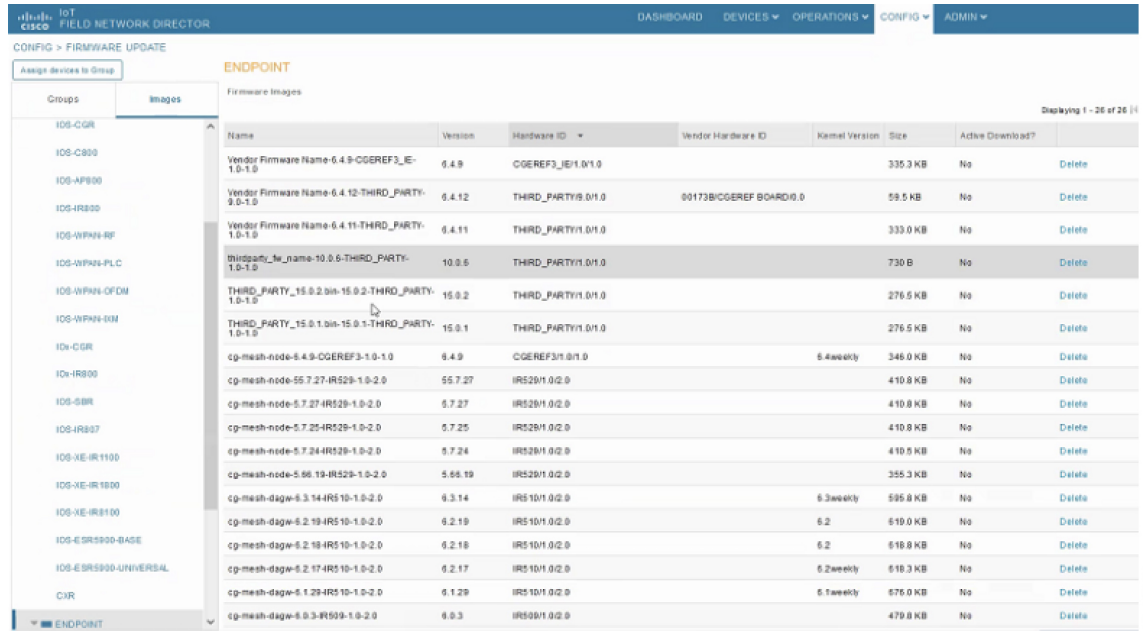 cisco IoT
FIELD NETWORK DIRECTOR
DASHBOARD DEVICES OPERATIONS CONFIG ADMIN
CONFIG > FIRMWARE UPDATE
Assign devices to Group
Groups Images
IOS-CGR
IOS-C800
IOS-AP800
IOS-IR800
IOS-WPAN-RF
IOS-WPAN-PLC
IOS-WPAN-OFDM
IOS-WPAN-IXM
IOx-CGR
IOx-IR800
IOS-SBR
IOS-IR807
IOS-XE-IR1100
IOS-XE-IR1800
IOS-XE-IR8100
IOS-ESR5900-BASE
IOS-ESR5900-UNIVERSAL
CXR
ENDPOINT
ENDPOINT
Firmware Images
Displaying 1 - 26 of 26
Name Version Hardware ID Vendor Hardware ID Kernel Version Size Active Download?
Vendor Firmware Name-6.4.9-CGEREF3_IE-
1.0-1.0 6.4.9 CGEREF3_IE/1.0/1.0 335.3 KB No Delete
Vendor Firmware Name-6.4.12-THIRD_PARTY-
9.0-1.0 6.4.12 THIRD_PARTY/9.0/1.0 00173B/CGEREF BOARD/0.0 59.5 KB No Delete
Vendor Firmware Name-6.4.11-THIRD_PARTY-
1.0-1.0 6.4.11 THIRD_PARTY/1.0/1.0 333.0 KB No Delete
thirdparty_fw_name-10.0.6-THIRD_PARTY-
1.0-1.0 10.0.6 THIRD_PARTY/1.0/1.0 730 B No Delete
THIRD_PARTY_15.0.2.bin-15.0.2-THIRD_PARTY-
1.0-1.0 15.0.2 THIRD_PARTY/1.0/1.0 276.5 KB No Delete
THIRD_PARTY_15.0.1.bin-15.0.1-THIRD_PARTY-
1.0-1.0 15.0.1 THIRD_PARTY/1.0/1.0 276.5 KB No Delete
cg-mesh-node-6.4.9-CGEREF3-1.0-1.0 6.4.9 CGEREF3/1.0/1.0 6.4weekly 346.0 KB No Delete
cg-mesh-node-55.7.27-IR529-1.0-2.0 55.7.27 IR529/1.0/2.0 410.8 KB No Delete
cg-mesh-node-5.7.27-IR529-1.0-2.0 5.7.27 IR529/1.0/2.0 410.8 KB No Delete
cg-mesh-node-5.7.25-IR529-1.0-2.0 5.7.25 IR529/1.0/2.0 410.8 KB No Delete
cg-mesh-node-5.7.24-IR529-1.0-2.0 5.7.24 IR529/1.0/2.0 410.5 KB No Delete
cg-mesh-node-5.66.19-IR529-1.0-2.0 5.66.19 IR529/1.0/2.0 355.3 KB No Delete
cg-mesh-dagw-6.3.14-IR510-1.0-2.0 6.3.14 IR510/1.0/2.0 6.3weekly 595.8 KB No Delete
cg-mesh-dagw-6.2.19-IR510-1.0-2.0 6.2.19 IR510/1.0/2.0 6.2 619.0 KB No Delete
cg-mesh-dagw-6.2.18-IR510-1.0-2.0 6.2.18 IR510/1.0/2.0 6.2 618.8 KB No Delete
cg-mesh-dagw-6.2.17-IR510-1.0-2.0 6.2.17 IR510/1.0/2.0 6.2weekly 618.3 KB No Delete
cg-mesh-dagw-6.1.29-IR510-1.0-2.0 6.1.29 IR510/1.0/2.0 6.1weekly 676.0 KB No Delete
cg-mesh-dagw-6.0.3-IR509-1.0-2.0 6.0.3 IR509/1.0/2.0 479.8 KB No Delete